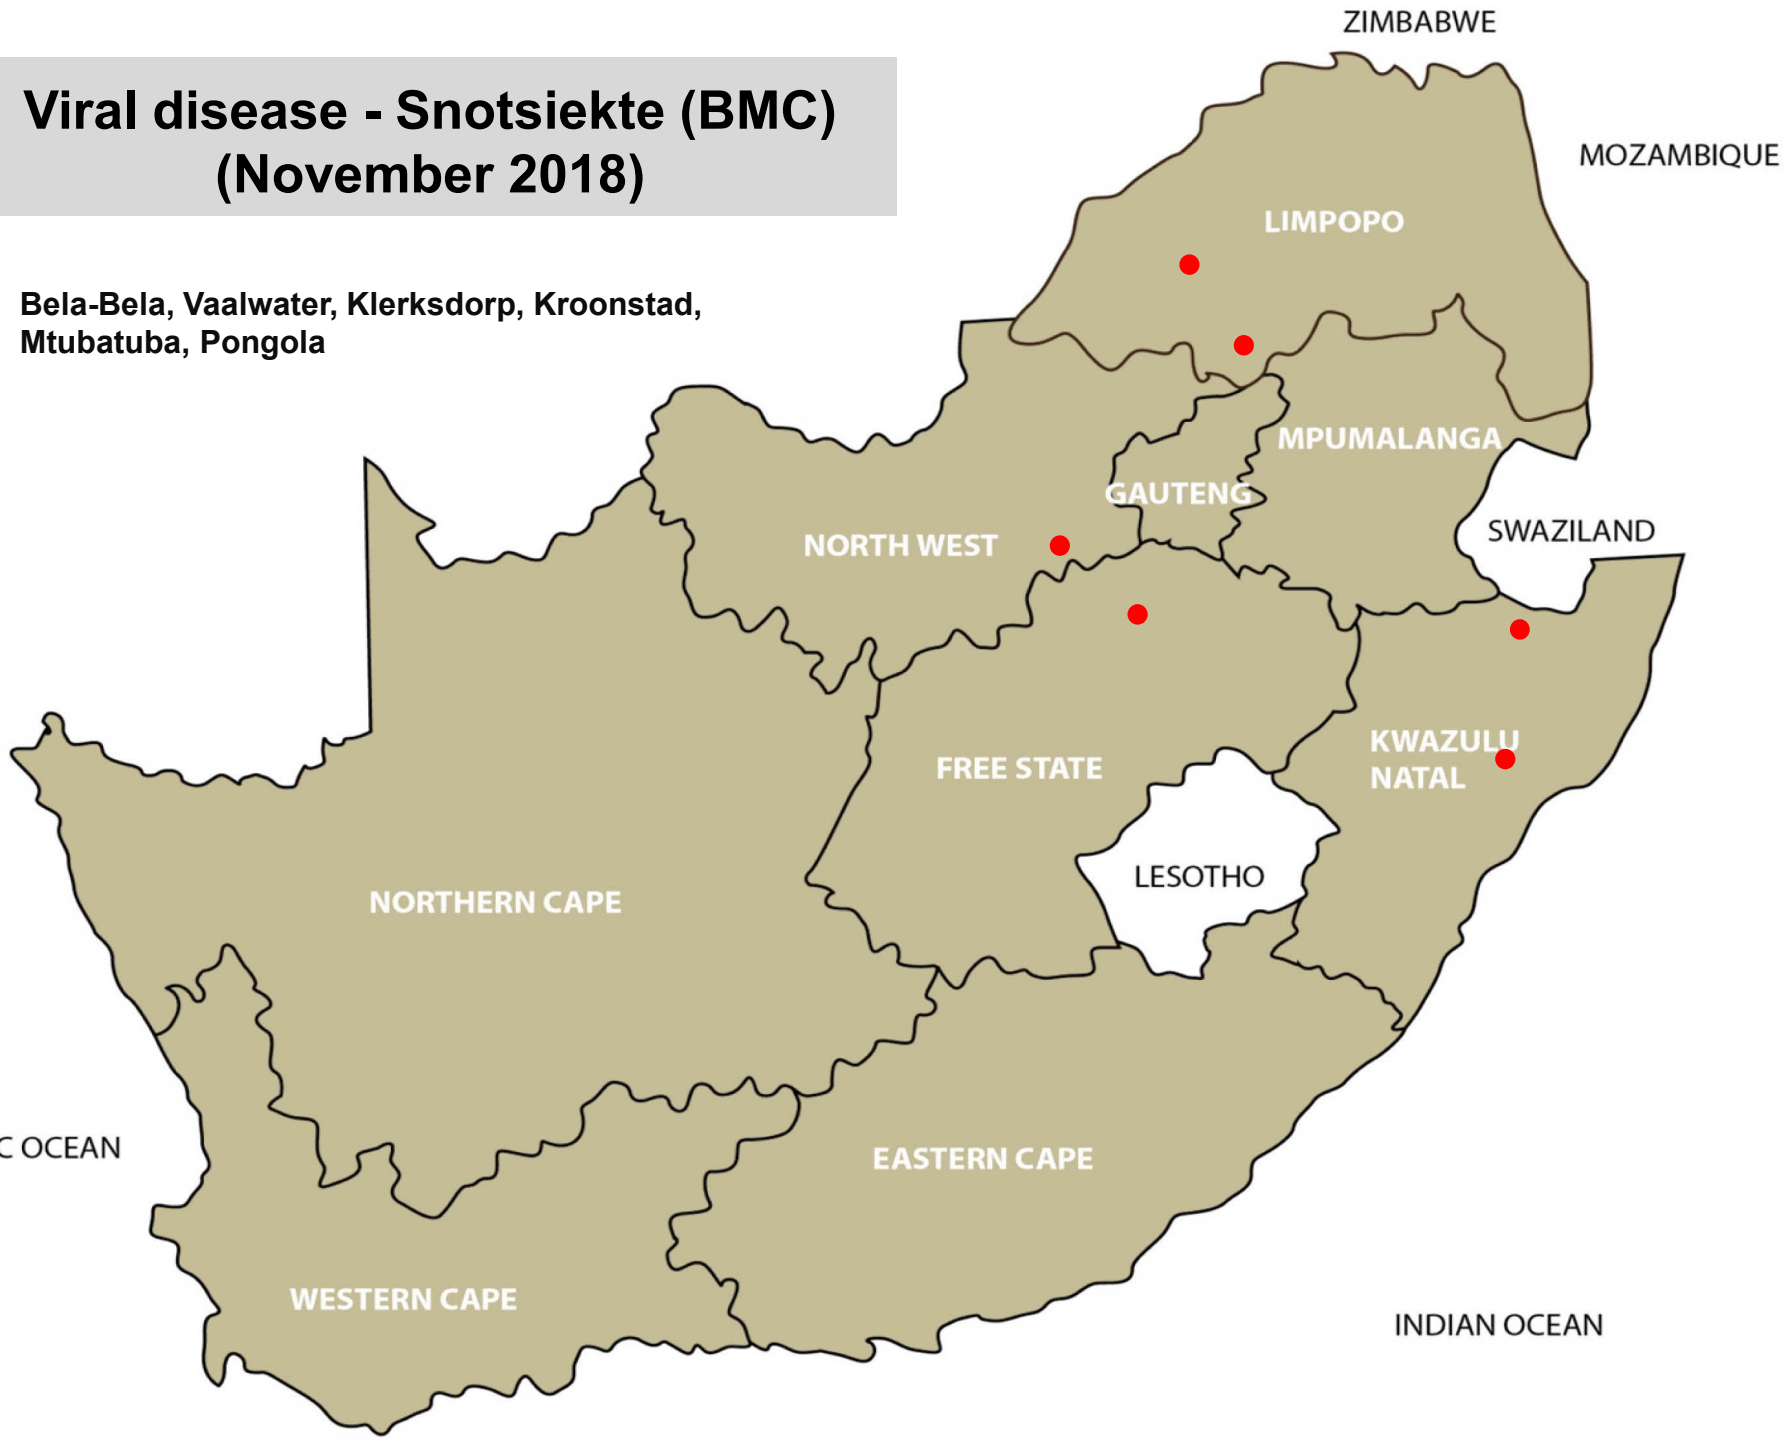 ZIMBABWE
Viral disease - Snotsiekte (BMC)
(November 2018)
MOZAMBIQUE
LIMPOPO
Bela-Bela, Vaalwater, Klerksdorp, Kroonstad,
Mtubatuba, Pongola
MPUMALANGA
GAUTENG
SWAZILAND
NORTH WEST
KWAZULU
NATAL
FREE STATE
LESOTHO
NORTHERN CAPE
C OCEAN
EASTERN CAPE
WESTERN CAPE
INDIAN OCEAN